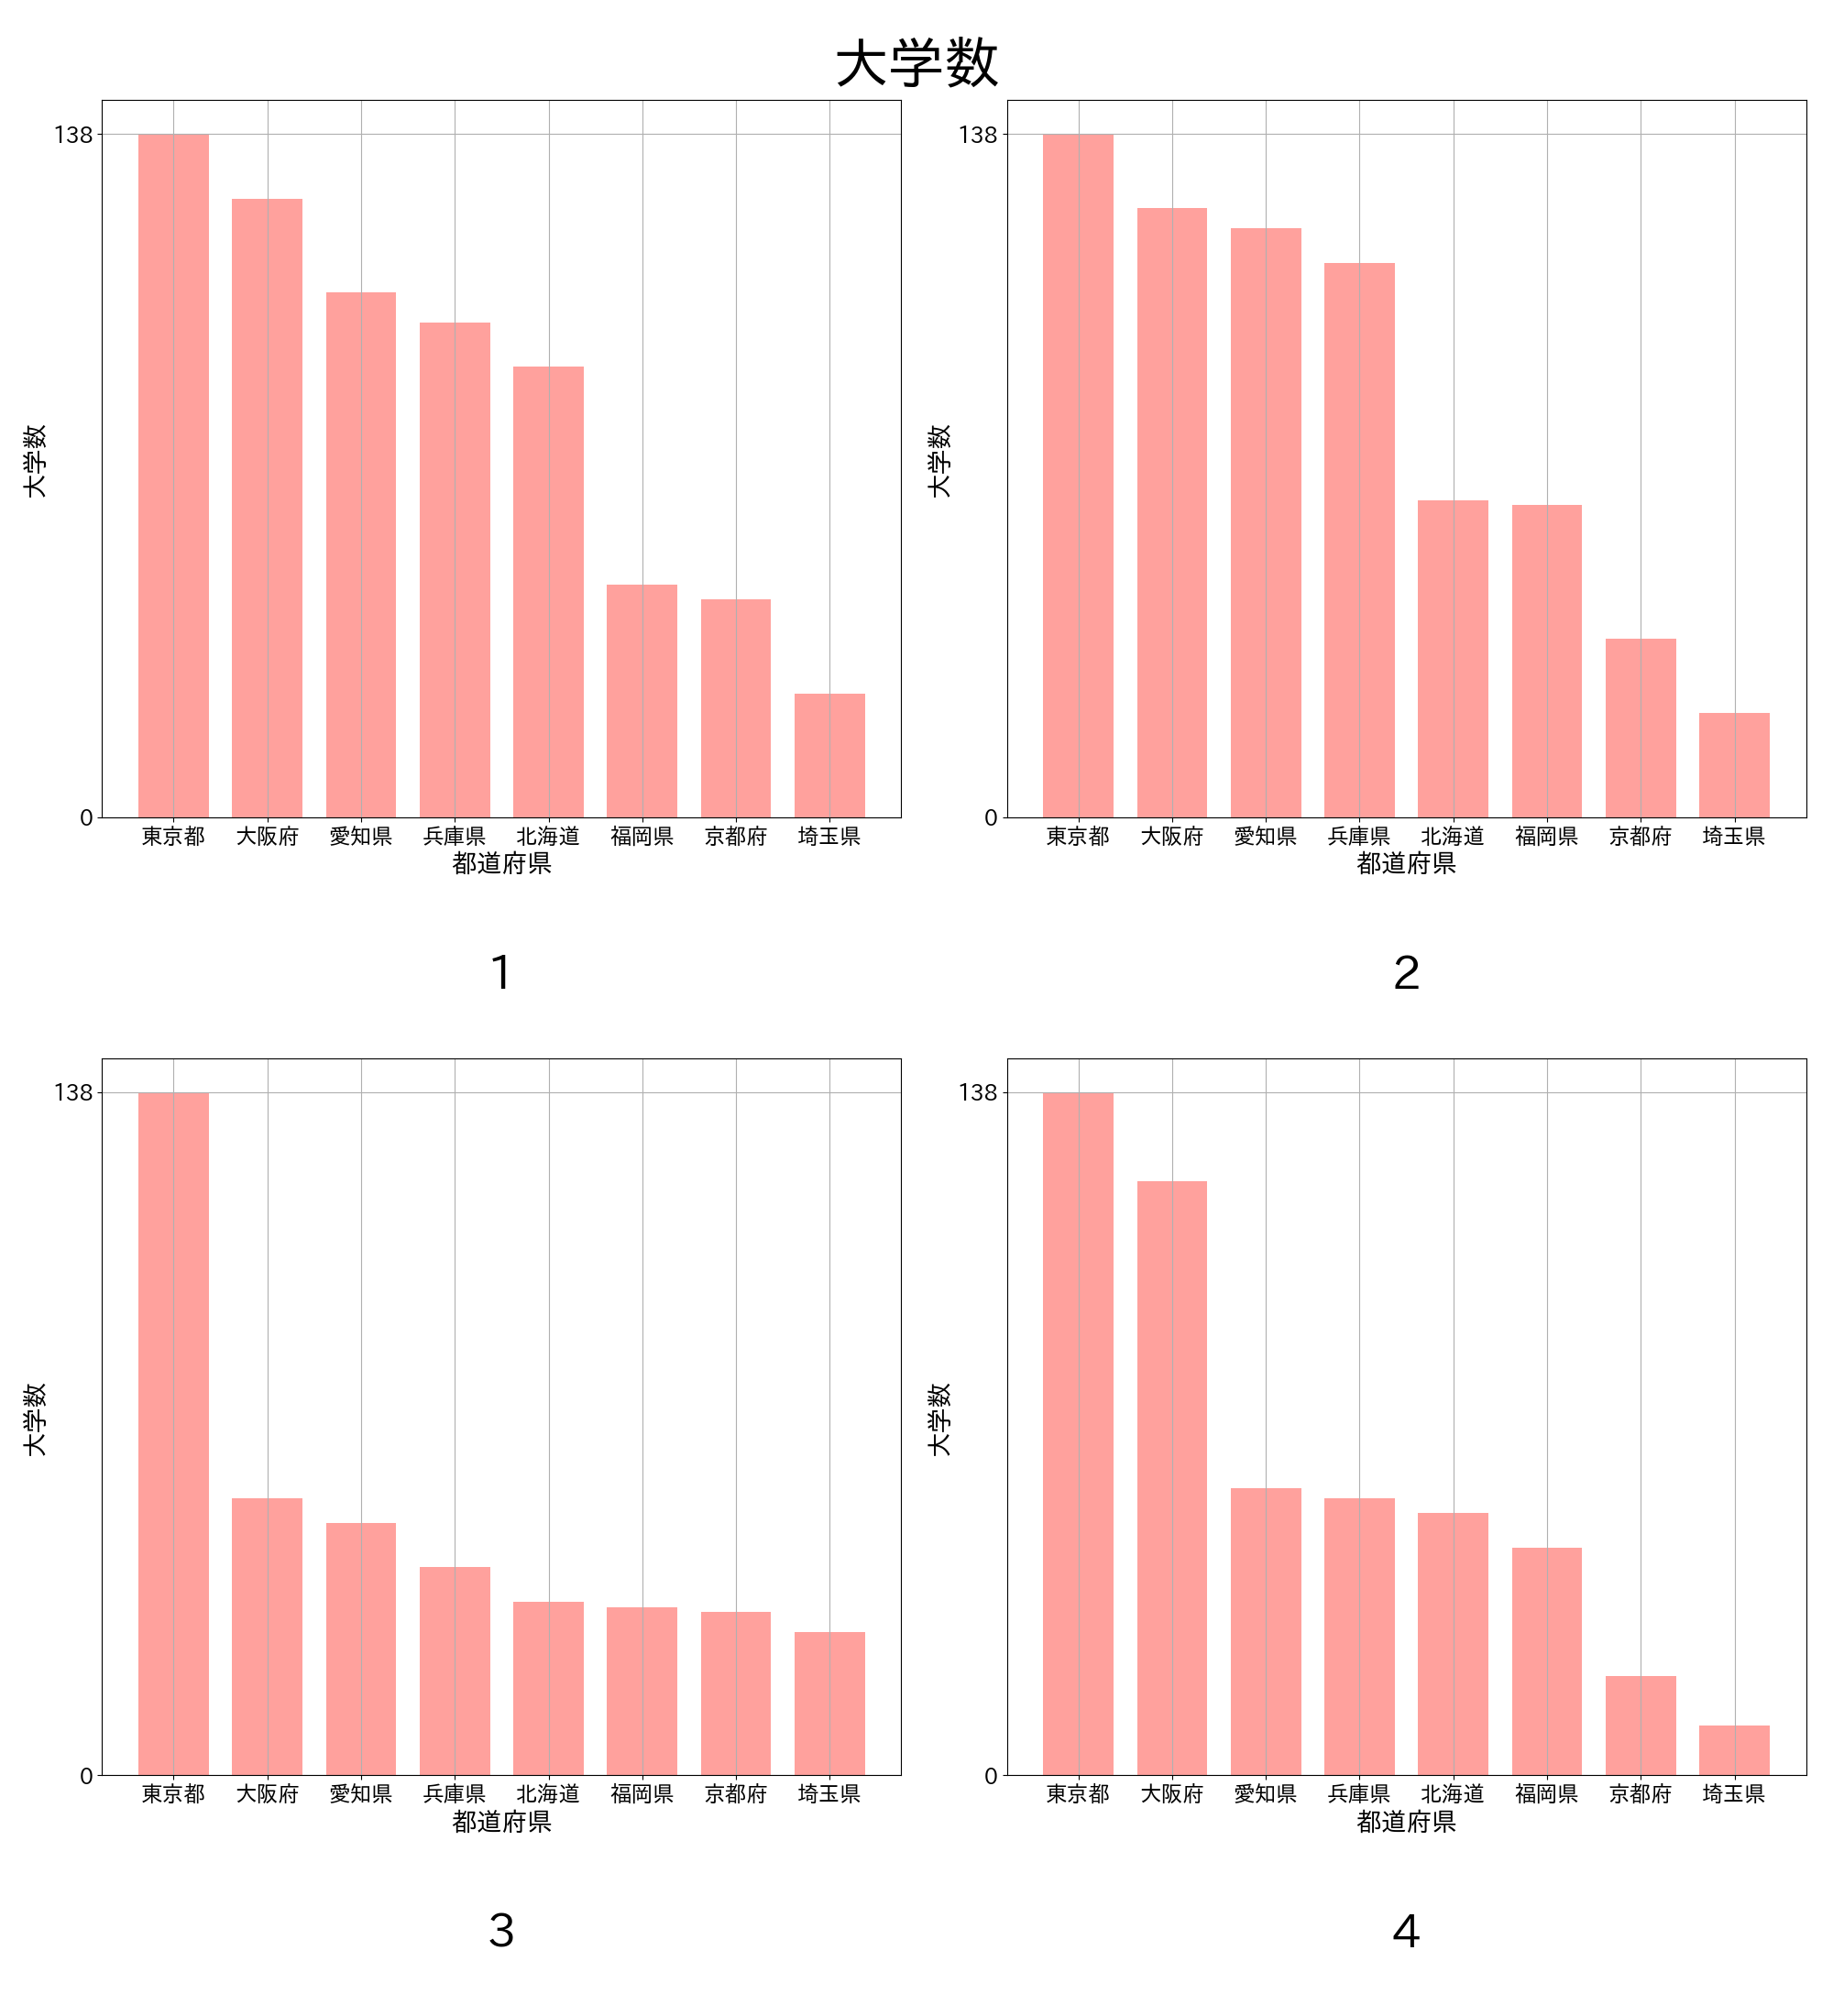 大学数
138
0
大学数
東京都 大阪府 愛知県 兵庫県 北海道 福岡県 京都府 埼玉県
都道府県
1
138
0
大学数
東京都 大阪府 愛知県 兵庫県 北海道 福岡県 京都府 埼玉県
都道府県
2
138
0
大学数
東京都 大阪府 愛知県 兵庫県 北海道 福岡県 京都府 埼玉県
都道府県
3
138
0
大学数
東京都 大阪府 愛知県 兵庫県 北海道 福岡県 京都府 埼玉県
都道府県
4